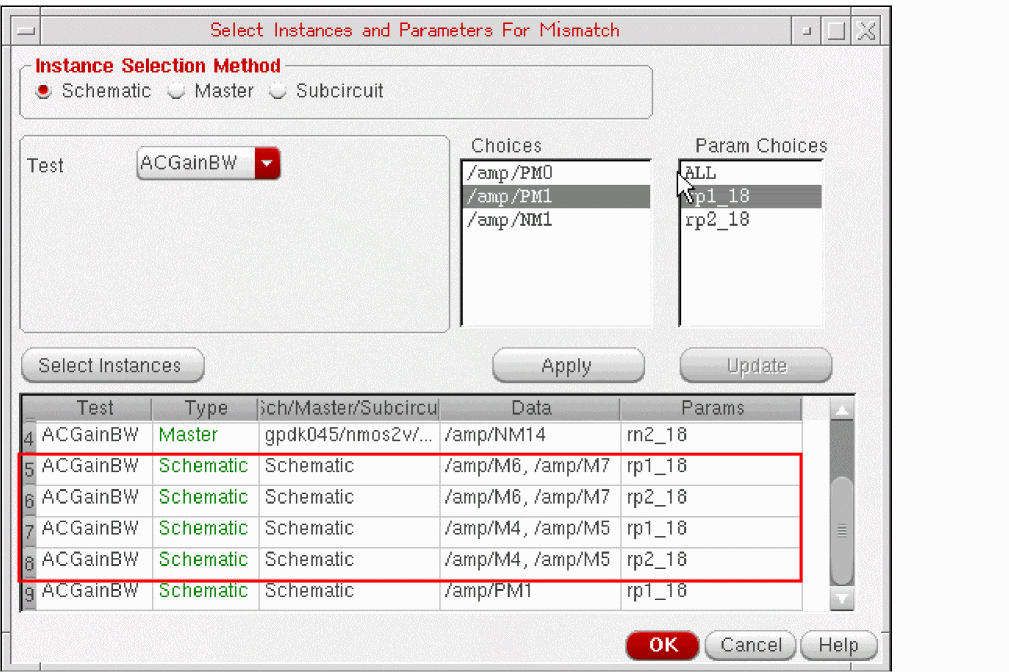 Select Instances and Parameters For Mismatch
Instance Selection Method
Schematic Master Subcircuit
Test ACGainBW
Choices
/amp/PM0
/amp/PM1
/amp/NM1
Param Choices
ALL
rp1_18
rp2_18
Select Instances Apply Update
Test Type Sch/Master/Subcircu Data Params
4 ACGainBW Master gpdk045/nmos2v/... /amp/NM14 rn2_18
5 ACGainBW Schematic Schematic /amp/M6, /amp/M7 rp1_18
6 ACGainBW Schematic Schematic /amp/M6, /amp/M7 rp2_18
7 ACGainBW Schematic Schematic /amp/M4, /amp/M5 rp1_18
8 ACGainBW Schematic Schematic /amp/M4, /amp/M5 rp2_18
9 ACGainBW Schematic Schematic /amp/PM1 rp1_18
OK Cancel Help